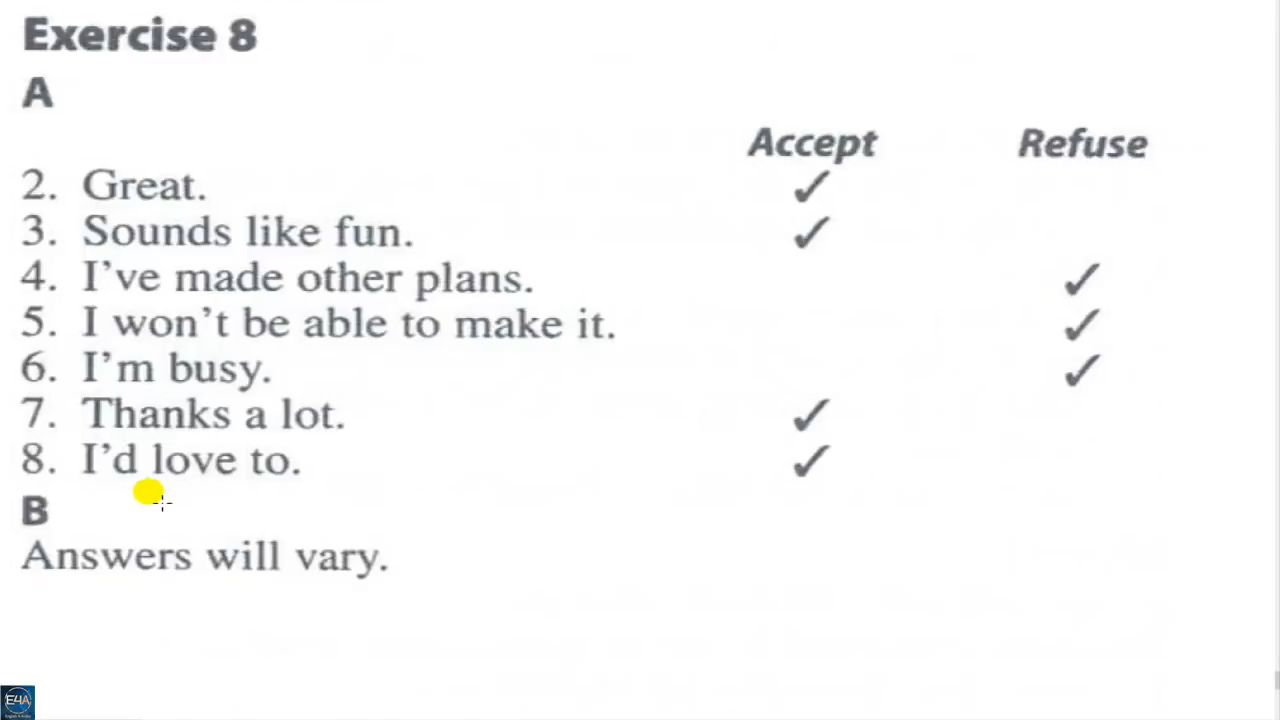 Exercise 8
A
Accept Refuse
2. Great. ✓
3. Sounds like fun. ✓
4. I've made other plans. ✓
5. I won't be able to make it. ✓
6. I'm busy. ✓
7. Thanks a lot. ✓
8. I'd love to. ✓
B
Answers will vary.
E4A